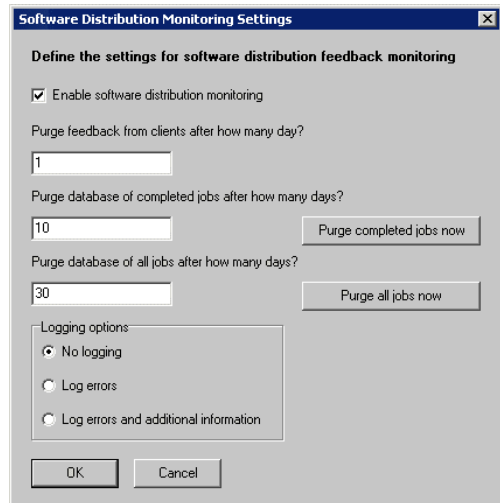 Software Distribution Monitoring Settings
Define the settings for software distribution feedback monitoring
Enable software distribution monitoring
Purge feedback from clients after how many day?
1
Purge database of completed jobs after how many days?
10
Purge completed jobs now
Purge database of all jobs after how many days?
30
Purge all jobs now
Logging options
No logging
Log errors
Log errors and additional information
OK
Cancel